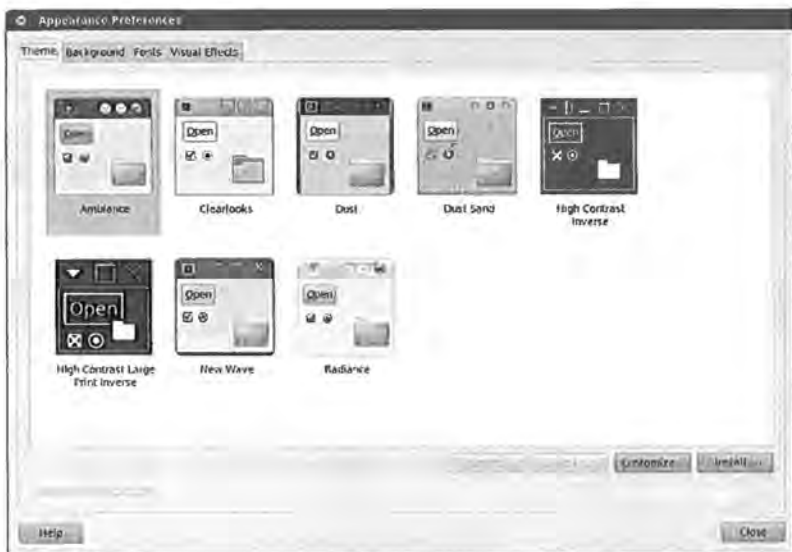 Appearance Preferences
Theme Background Fonts Visual Effects
Open
Open
Open
Open
Open
Ambiance
Clearlooks
Dust
Dust Sand
High Contrast
Inverse
Open
Open
Open
High Contrast Large
Print Inverse
New Wave
Radiance
Customize...
Install...
Help
Close